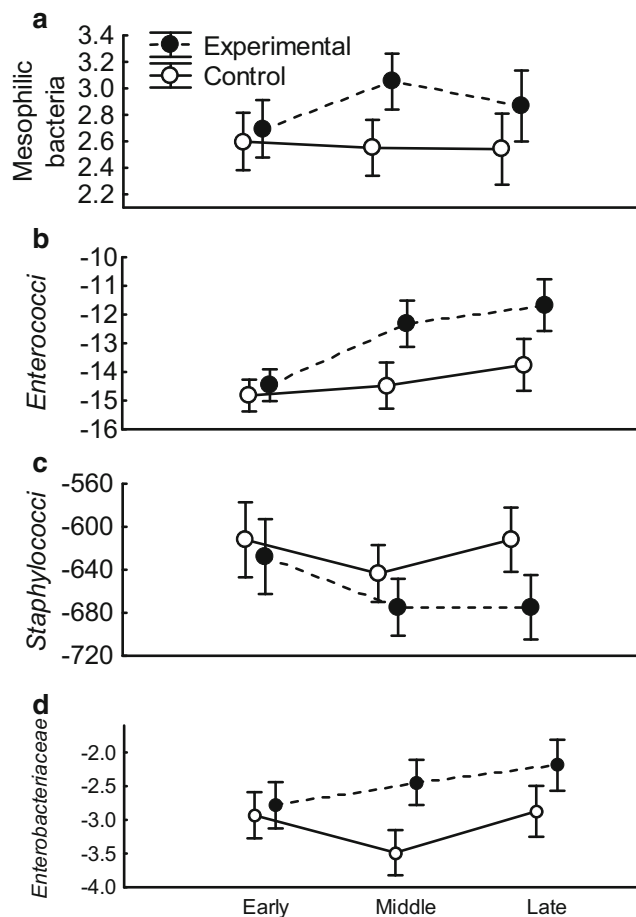 a
Experimental
Control
3.4
3.2
3.0
2.8
2.6
2.4
2.2
Mesophilic
bacteria
b
-10
-11
-12
-13
-14
-15
-16
Enterococci
c
-560
-600
-640
-680
-720
Staphylococci
d
-2.0
-2.5
-3.0
-3.5
-4.0
Enterobacteriaceae
Early Middle Late